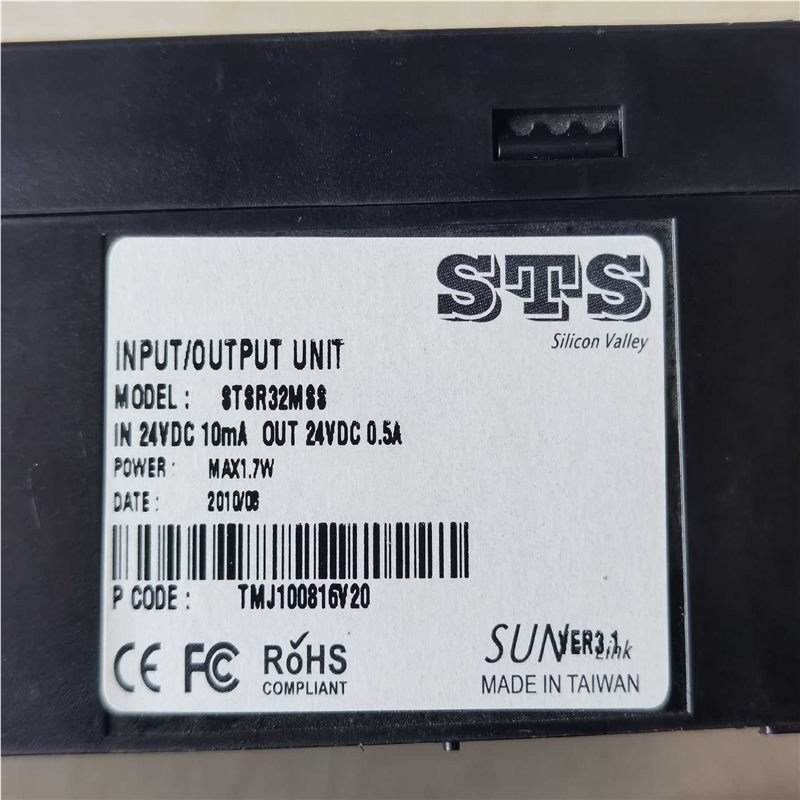 STS
Silicon Valley
INPUT/OUTPUT UNIT
MODEL: STSR32MSS
IN 24VDC 10mA OUT 24VDC 0.5A
POWER: MAX1.7W
DATE: 2010/08
P CODE: TMJ100816V20
CE FC RoHS
COMPLIANT
SUN Link VER3.1
MADE IN TAIWAN